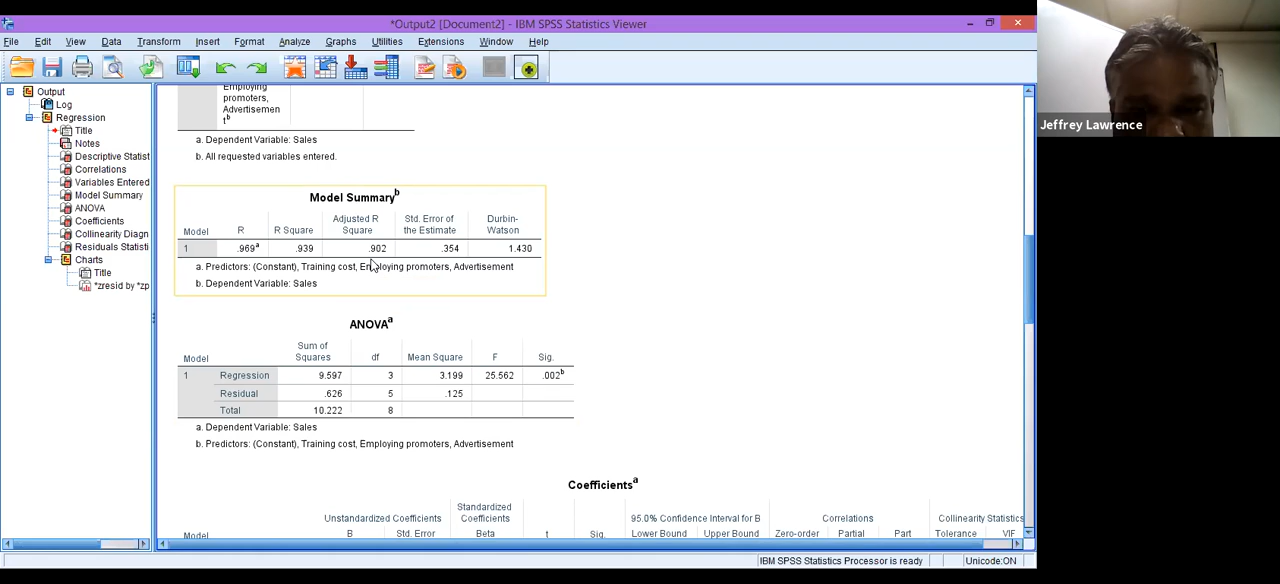 *Output2 [Document2] - IBM SPSS Statistics Viewer
File Edit View Data Transform Insert Format Analyze Graphs Utilities Extensions Window Help
Output
Log
Regression
Title
Notes
Descriptive Statist
Correlations
Variables Entered
Model Summary
ANOVA
Coefficients
Collinearity Diagn
Residuals Statisti
Charts
Title
*zresid by *zp
Employing
promoters,
Advertisemen
t b
a. Dependent Variable: Sales
b. All requested variables entered.
Model Summary b
Model R R Square Adjusted R Square Std. Error of the Estimate Durbin-Watson
1 .969a .939 .902 .354 1.430
a. Predictors: (Constant), Training cost, Employing promoters, Advertisement
b. Dependent Variable: Sales
ANOVA a
Model Sum of Squares df Mean Square F Sig.
1 Regression 9.597 3 3.199 25.562 .002b
Residual .626 5 .125
Total 10.222 8
a. Dependent Variable: Sales
b. Predictors: (Constant), Training cost, Employing promoters, Advertisement
Coefficients a
Unstandardized Coefficients Standardized Coefficients 95.0% Confidence Interval for B Correlations Collinearity Statistics
Model B Std. Error Beta t Sig. Lower Bound Upper Bound Zero-order Partial Part Tolerance VIF
IBM SPSS Statistics Processor is ready Unicode:ON
Jeffrey Lawrence